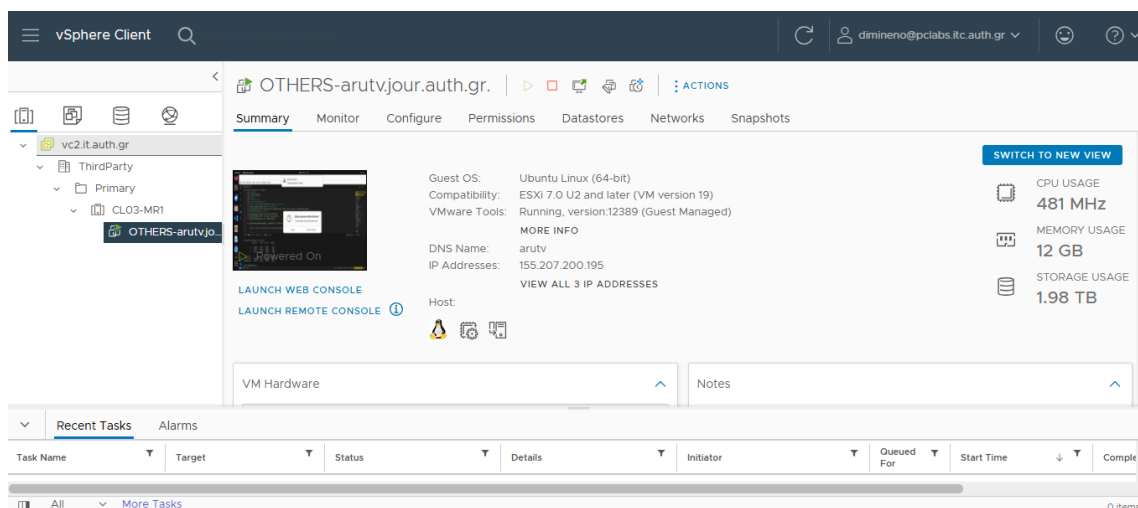 vSphere Client
dimineno@pclabs.itc.auth.gr
vc2.it.auth.gr
ThirdParty
Primary
CL03-MR1
OTHERS-arutv.jo...
OTHERS-arutv.jour.auth.gr.
ACTIONS
Summary Monitor Configure Permissions Datastores Networks Snapshots
SWITCH TO NEW VIEW
Powered On
LAUNCH WEB CONSOLE
LAUNCH REMOTE CONSOLE
Guest OS: Ubuntu Linux (64-bit)
Compatibility: ESXi 7.0 U2 and later (VM version 19)
VMware Tools: Running, version:12389 (Guest Managed)
MORE INFO
DNS Name: arutv
IP Addresses: 155.207.200.195
VIEW ALL 3 IP ADDRESSES
Host:
CPU USAGE
481 MHz
MEMORY USAGE
12 GB
STORAGE USAGE
1.98 TB
VM Hardware
Notes
Recent Tasks Alarms
Task Name Target Status Details Initiator Queued For Start Time Comple
All More Tasks
0 items